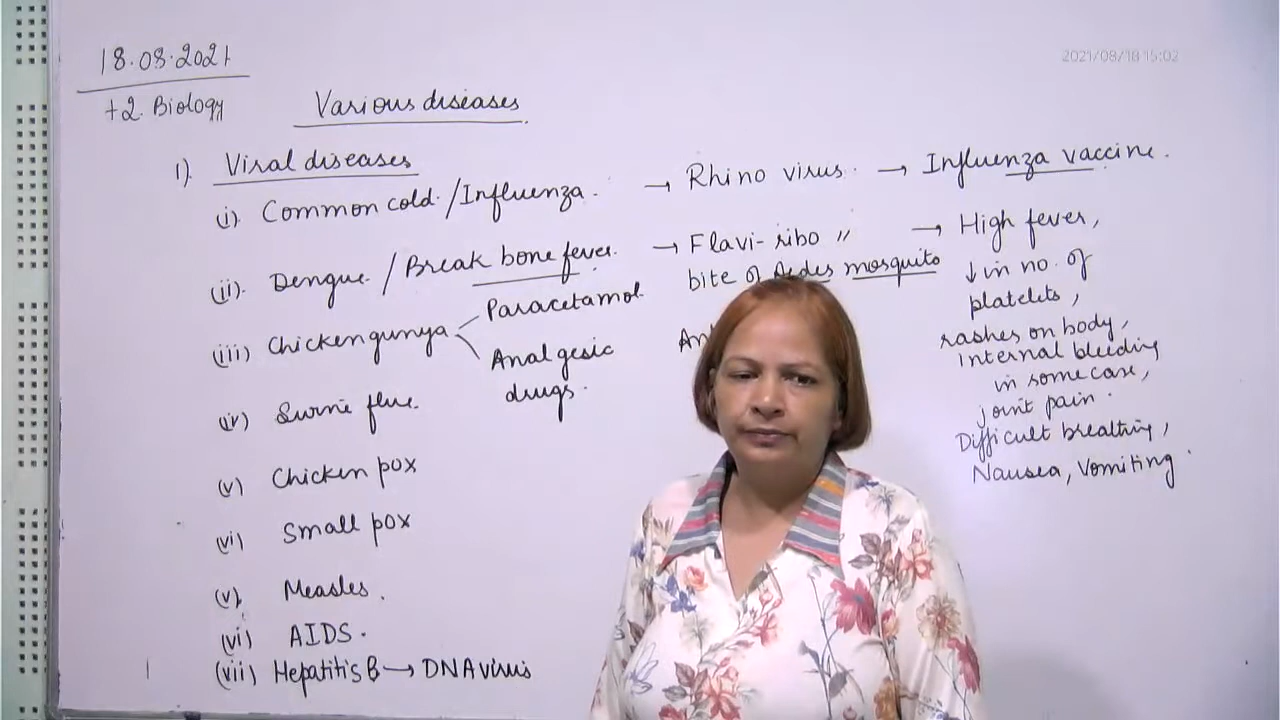 18.08.2021
2021/08/18 15:02
+2. Biology
Various diseases
1). Viral diseases
(i). Common cold / Influenza. → Rhino virus. → Influenza vaccine.
(ii). Dengue / Break bone fever. → Flavi-ribo 〃 → High fever,
bite of Aedes mosquito ↓ in no. of
platelets,
(iii) Chickengunya Paracetamol
Analgesic
drugs.
rashes on body,
internal bleeding
in some case,
joint pain.
Difficult breathing,
Nausea, Vomiting.
(iv) Swine flue.
(v) Chicken pox
(vi) Small pox
(v). Measles.
(vi) AIDS.
(vii) Hepatitis B → DNA virus